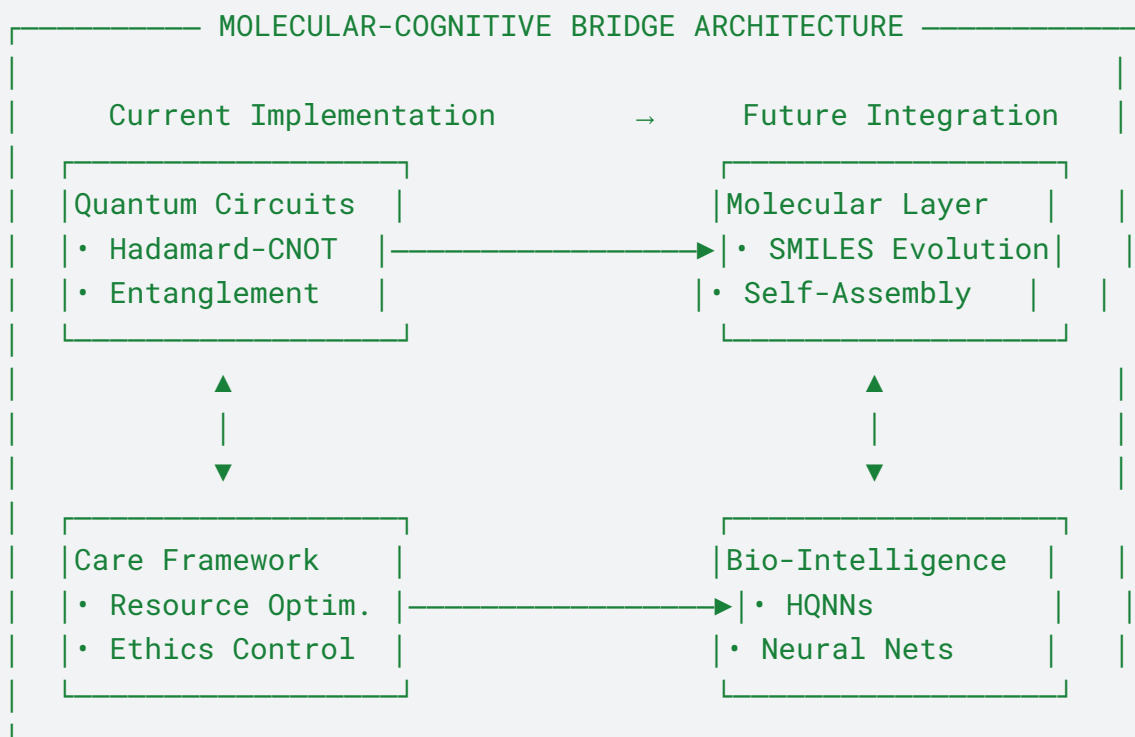 MOLECULAR-COGNITIVE BRIDGE ARCHITECTURE
Current Implementation → Future Integration
Quantum Circuits Molecular Layer
• Hadamard-CNOT • SMILES Evolution
• Entanglement • Self-Assembly
Care Framework Bio-Intelligence
• Resource Optim. • HQNNs
• Ethics Control • Neural Nets